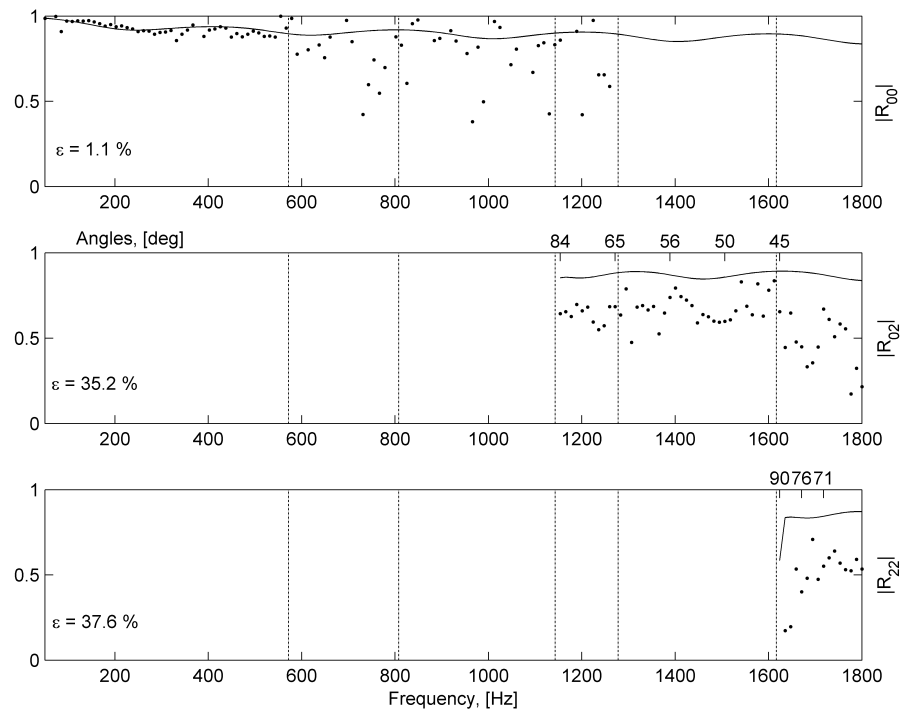 1
0.5
0
ε = 1.1 %
|R00|
200 400 600 800 1000 1200 1400 1600 1800
Angles, [deg]
84 65 56 50 45
1
0.5
0
ε = 35.2 %
|R02|
200 400 600 800 1000 1200 1400 1600 1800
90 76 71
1
0.5
0
ε = 37.6 %
|R22|
200 400 600 800 1000 1200 1400 1600 1800
Frequency, [Hz]